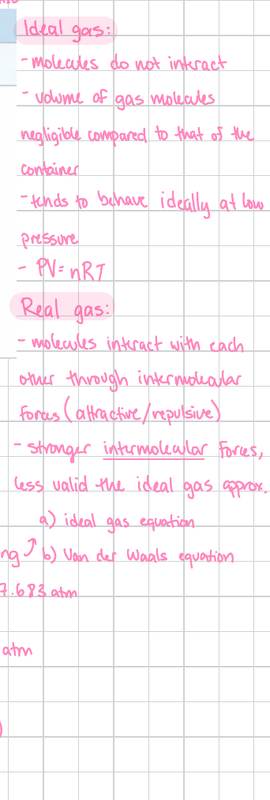 Ideal gas:
- molecules do not interact
- volume of gas molecules
negligible compared to that of the
container
- tends to behave ideally at low
pressure
- PV = nRT
Real gas:
- molecules interact with each
other through intermolecular
forces (attractive/repulsive)
- stronger intermolecular forces,
less valid the ideal gas approx.
a) ideal gas equation
ng b) Van der Waals equation
7.683 atm
atm
)